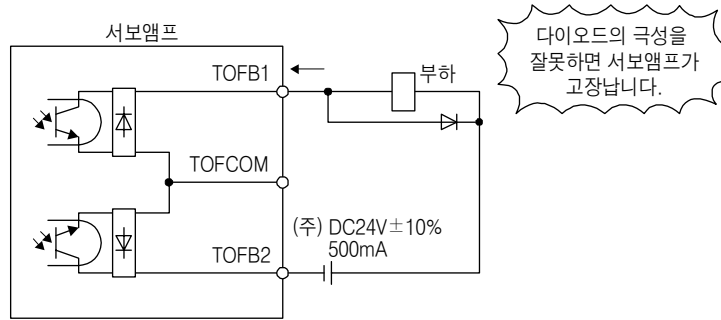 서보앰프
다이오드의 극성을
잘못하면 서보앰프가
고장납니다.
TOFB1
부하
TOFCOM
(주) DC24V±10%
500mA
TOFB2